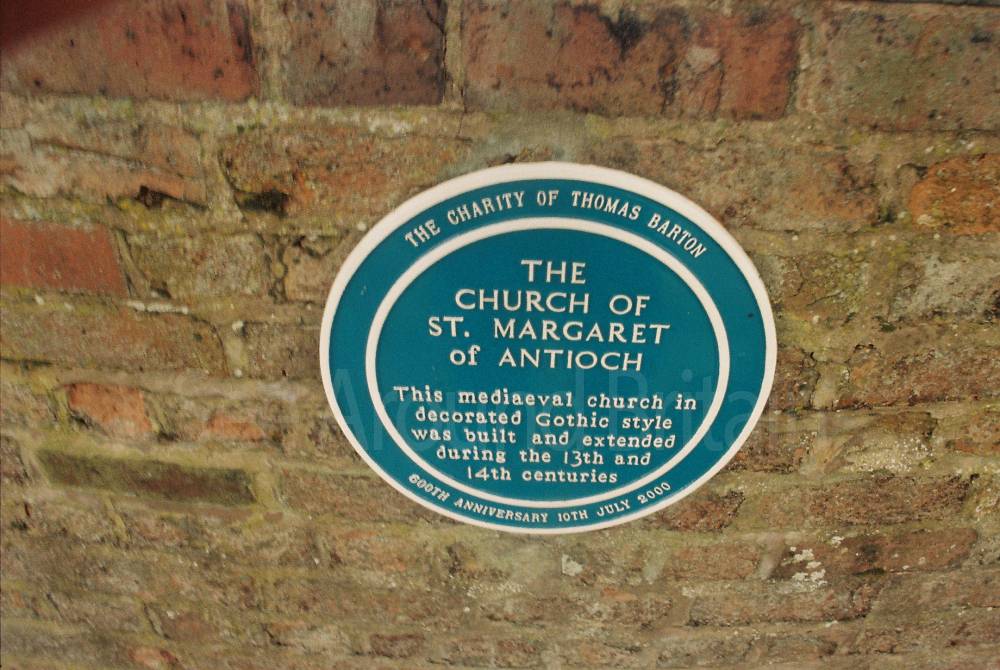 THE CHARITY OF THOMAS BARTON
THE
CHURCH OF
ST. MARGARET
of ANTIOCH
This mediaeval church in
decorated Gothic style
was built and extended
during the 13th and
14th centuries
600TH ANNIVERSARY 10TH JULY 2000